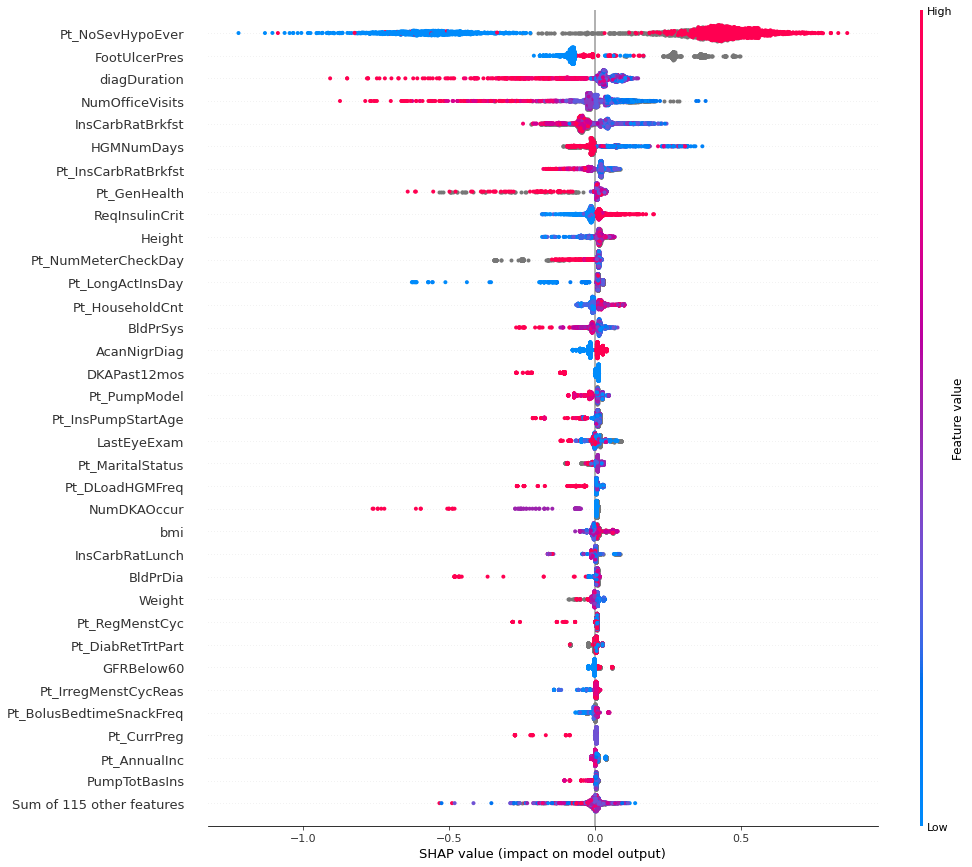 High
Pt_NoSevHypoEver
FootUlcerPres
diagDuration
NumOfficeVisits
InsCarbRatBrkfst
HGMNumDays
Pt_InsCarbRatBrkfst
Pt_GenHealth
ReqInsulinCrit
Height
Pt_NumMeterCheckDay
Pt_LongActInsDay
Pt_HouseholdCnt
BldPrSys
AcanNigrDiag
DKAPast12mos
Pt_PumpModel
Pt_InsPumpStartAge
LastEyeExam
Pt_MaritalStatus
Pt_DLoadHGMFreq
NumDKAOccur
bmi
InsCarbRatLunch
BldPrDia
Weight
Pt_RegMenstCyc
Pt_DiabRetTrtPart
GFRBelow60
Pt_IrregMenstCycReas
Pt_BolusBedtimeSnackFreq
Pt_CurrPreg
Pt_AnnualInc
PumpTotBasIns
Sum of 115 other features
Feature value
Low
−1.0 −0.5 0.0 0.5
SHAP value (impact on model output)